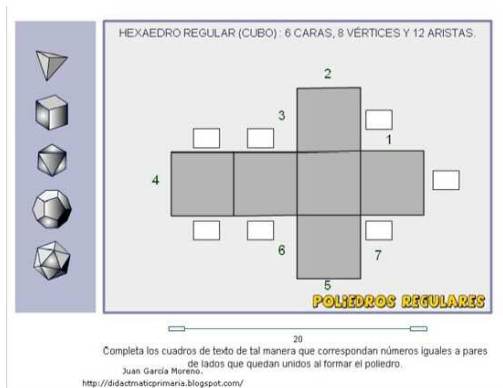 HEXAEDRO REGULAR (CUBO) : 6 CARAS, 8 VÉRTICES Y 12 ARISTAS.
2
3
1
4
6
7
5
POLIEDROS REGULARES
20
Completa los cuadros de texto de tal manera que correspondan números iguales a pares
de lados que quedan unidos al formar el poliedro.
Juan García Moreno.
http://didactmaticprimaria.blogspot.com/